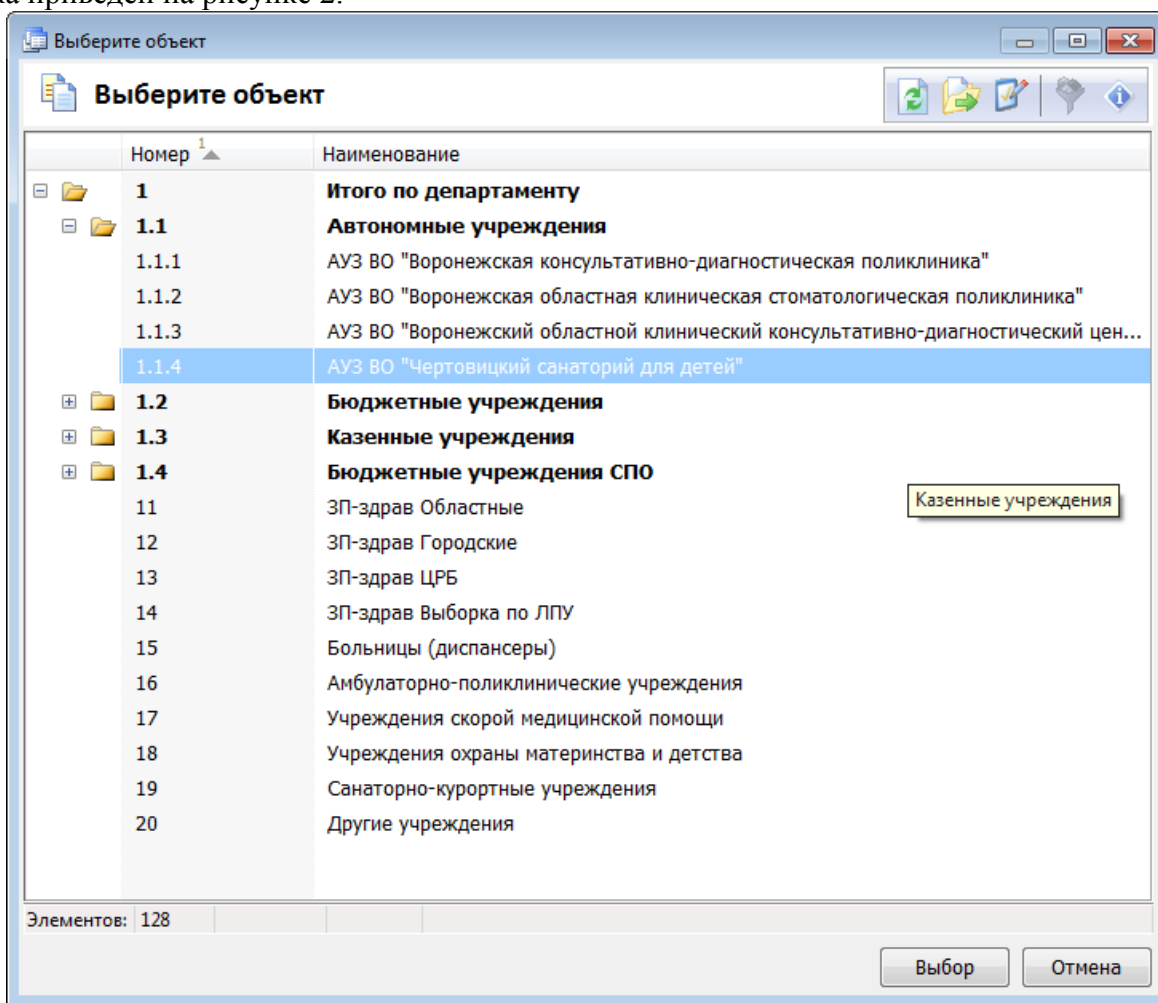 приведен на рисунке 2.
Выберите объект
Выберите объект
Номер 1 Наименование
1 Итого по департаменту
1.1 Автономные учреждения
1.1.1 АУЗ ВО "Воронежская консультативно-диагностическая поликлиника"
1.1.2 АУЗ ВО "Воронежская областная клиническая стоматологическая поликлиника"
1.1.3 АУЗ ВО "Воронежский областной клинический консультативно-диагностический цен...
1.1.4 АУЗ ВО "Чертовицкий санаторий для детей"
1.2 Бюджетные учреждения
1.3 Казенные учреждения
1.4 Бюджетные учреждения СПО
11 ЗП-здрав Областные
Казенные учреждения
12 ЗП-здрав Городские
13 ЗП-здрав ЦРБ
14 ЗП-здрав Выборка по ЛПУ
15 Больницы (диспансеры)
16 Амбулаторно-поликлинические учреждения
17 Учреждения скорой медицинской помощи
18 Учреждения охраны материнства и детства
19 Санаторно-курортные учреждения
20 Другие учреждения
Элементов: 128
Выбор Отмена